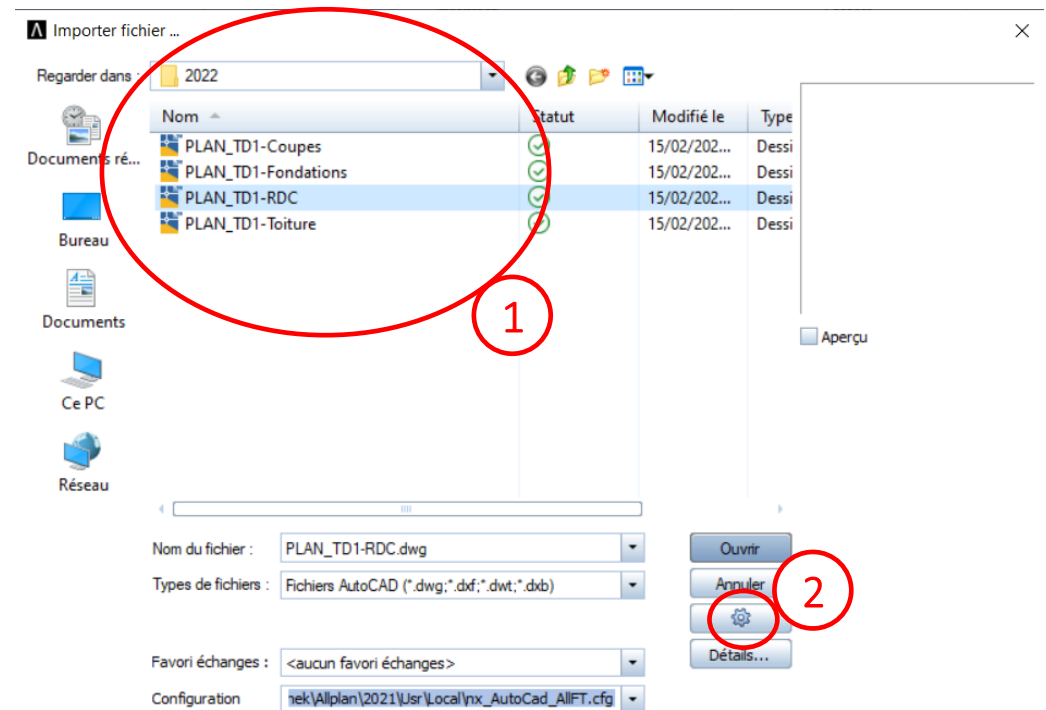 Importer fichier ...
Regarder dans :
2022
Nom Statut Modifié le Type
PLAN_TD1-Coupes 15/02/202... Dessi
PLAN_TD1-Fondations 15/02/202... Dessi
PLAN_TD1-RDC 15/02/202... Dessi
PLAN_TD1-Toiture 15/02/202... Dessi
Documents ré...
Bureau
Documents
Ce PC
Réseau
1
Aperçu
Nom du fichier : PLAN_TD1-RDC.dwg Ouvrir
Types de fichiers : Fichiers AutoCAD (*.dwg;*.dxf;*.dwt;*.dxb) Annuler
2
Favori échanges : <aucun favori échanges> Détails...
Configuration nek\Allplan\2021\Usr\Local\nx_AutoCad_AllFT.cfg